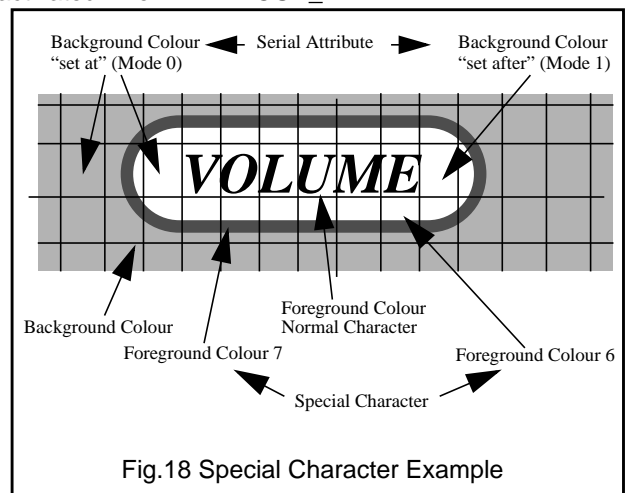 Background Colour Serial Attribute Background Colour
“set at” (Mode 0) “set after” (Mode 1)
VOLUME
Foreground Colour
Normal Character
Background Colour
Foreground Colour 7 Foreground Colour 6
Special Character
Fig.18 Special Character Example